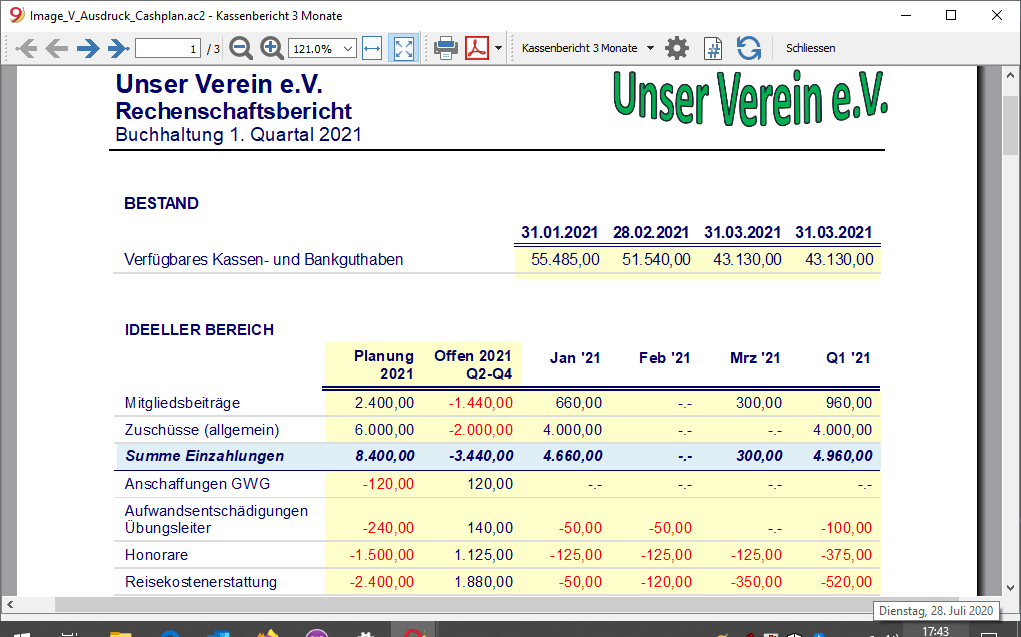 Image_V_Ausdruck_Cashplan.ac2 - Kassenbericht 3 Monate
1 / 3 121.0% Kassenbericht 3 Monate Schliessen
Unser Verein e.V. Unser Verein e.V.
Rechenschaftsbericht
Buchhaltung 1. Quartal 2021
BESTAND
31.01.2021 28.02.2021 31.03.2021 31.03.2021
Verfügbares Kassen- und Bankguthaben 55.485,00 51.540,00 43.130,00 43.130,00
IDEELLER BEREICH
Planung Offen 2021 Jan '21 Feb '21 Mrz '21 Q1 '21
2021 Q2-Q4
Mitgliedsbeiträge 2.400,00 -1.440,00 660,00 -.- 300,00 960,00
Zuschüsse (allgemein) 6.000,00 -2.000,00 4.000,00 -.- -.- 4.000,00
Summe Einzahlungen 8.400,00 -3.440,00 4.660,00 -.- 300,00 4.960,00
Anschaffungen GWG -120,00 120,00 -.- -.- -.- -.-
Aufwandsentschädigungen
Übungsleiter -240,00 140,00 -50,00 -50,00 -.- -100,00
Honorare -1.500,00 1.125,00 -125,00 -125,00 -125,00 -375,00
Reisekostenerstattung -2.400,00 1.880,00 -50,00 -120,00 -350,00 -520,00
Dienstag, 28. Juli 2020
17:43